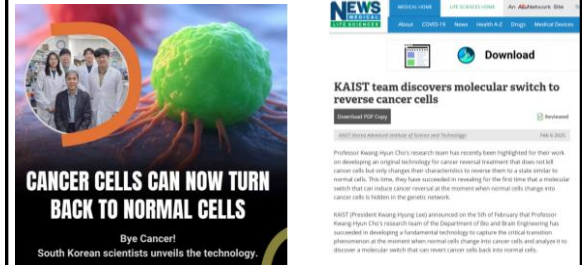 CANCER CELLS CAN NOW TURN
BACK TO NORMAL CELLS
Bye Cancer!
South Korean scientists unveils the technology.
NEWS
MEDICAL
LIFE SCIENCES
MEDICAL HOME
LIFE SCIENCES HOME
An AZoNetwork Site
About
COVID-19
News
Health A-Z
Drugs
Medical Devices
Download
KAIST team discovers molecular switch to
reverse cancer cells
Download PDF Copy
Reviewed
KAIST (Korea Advanced Institute of Science and Technology)
Feb 6 2025
Professor Kwang-Hyun Cho's research team has recently been highlighted for their work
on developing an original technology for cancer reversal treatment that does not kill
cancer cells but only changes their characteristics to reverse them to a state similar to
normal cells. This time, they have succeeded in revealing for the first time that a molecular
switch that can induce cancer reversal at the moment when normal cells change into
cancer cells is hidden in the genetic network.
KAIST (President Kwang-Hyung Lee) announced on the 5th of February that Professor
Kwang-Hyun Cho's research team of the Department of Bio and Brain Engineering has
succeeded in developing a fundamental technology to capture the critical transition
phenomenon at the moment when normal cells change into cancer cells and analyze it to
discover a molecular switch that can revert cancer cells back into normal cells.